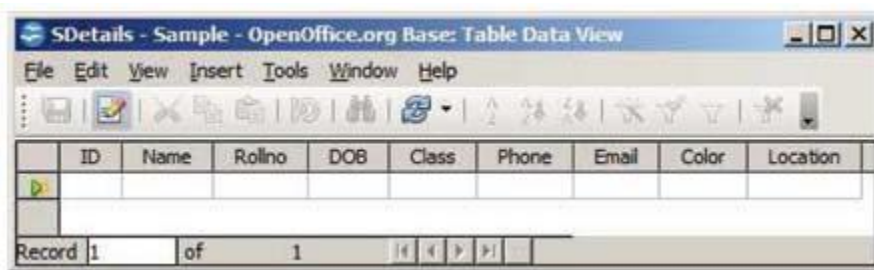 SDetails - Sample - OpenOffice.org Base: Table Data View
File Edit View Insert Tools Window Help
ID Name Rollno DOB Class Phone Email Color Location
Record 1 of 1